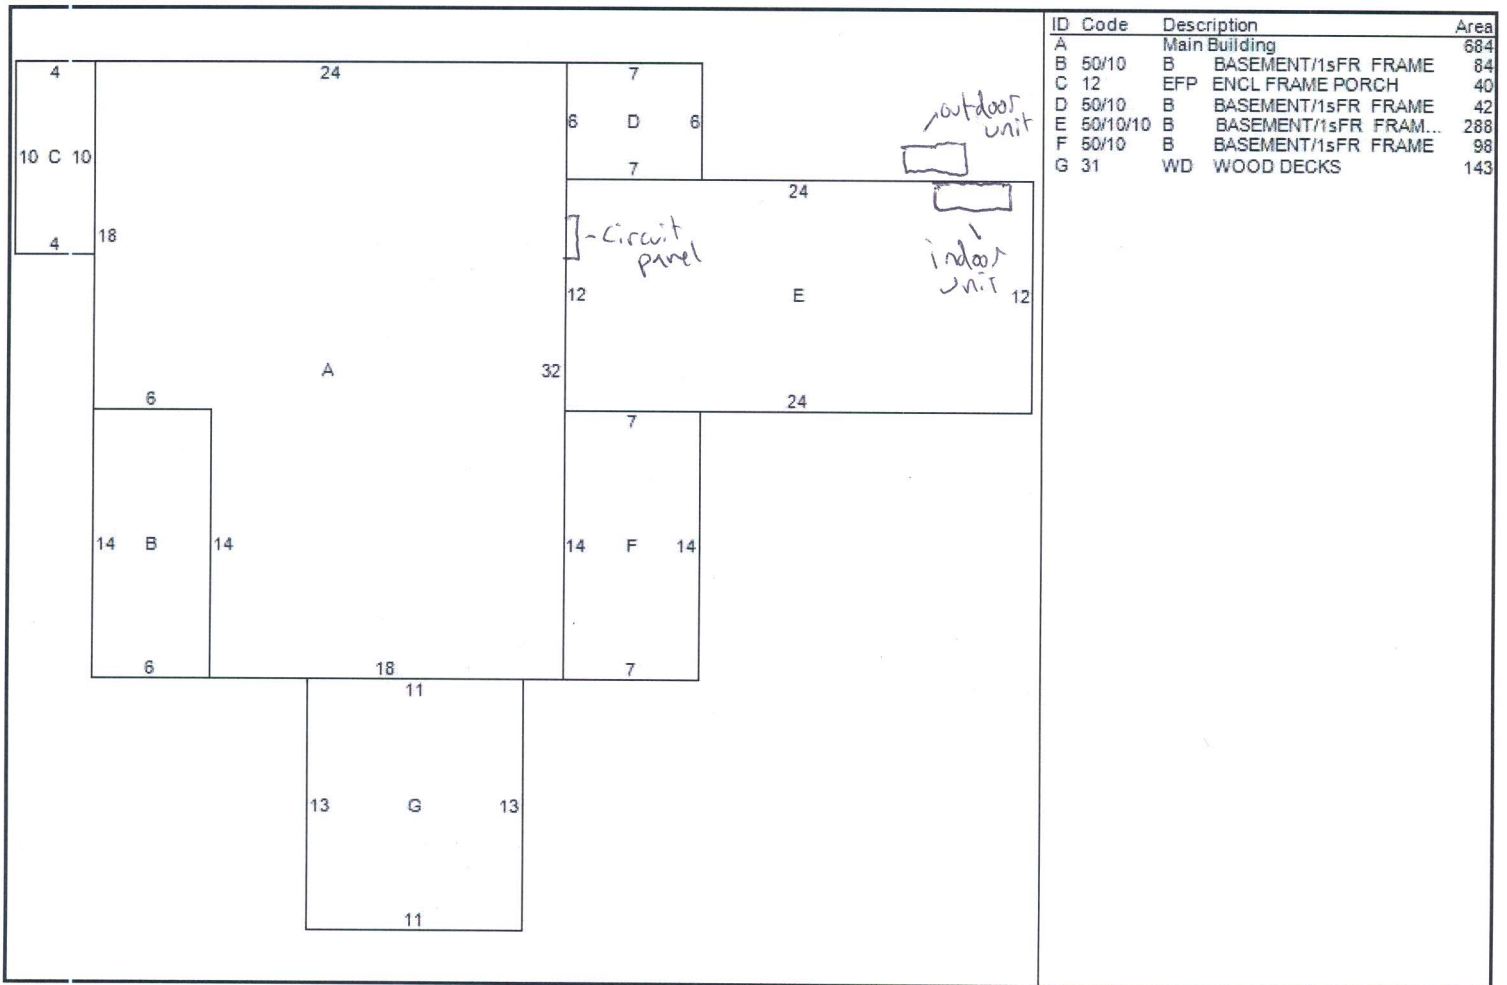 ID Code Description Area
A Main Building 684
B 50/10 B BASEMENT/1sFR FRAME 84
C 12 EFP ENCL FRAME PORCH 40
D 50/10 B BASEMENT/1sFR FRAME 42
E 50/10/10 B BASEMENT/1sFR FRAM... 288
F 50/10 B BASEMENT/1sFR FRAME 98
G 31 WD WOOD DECKS 143
4
24
7
outdoor
unit
6 D 6
10 C 10
7
24
4
18
circuit
panel
indoor
unit
12
E
12
A
32
6
24
7
14 B 14
14 F 14
6
18
7
11
13 G 13
11